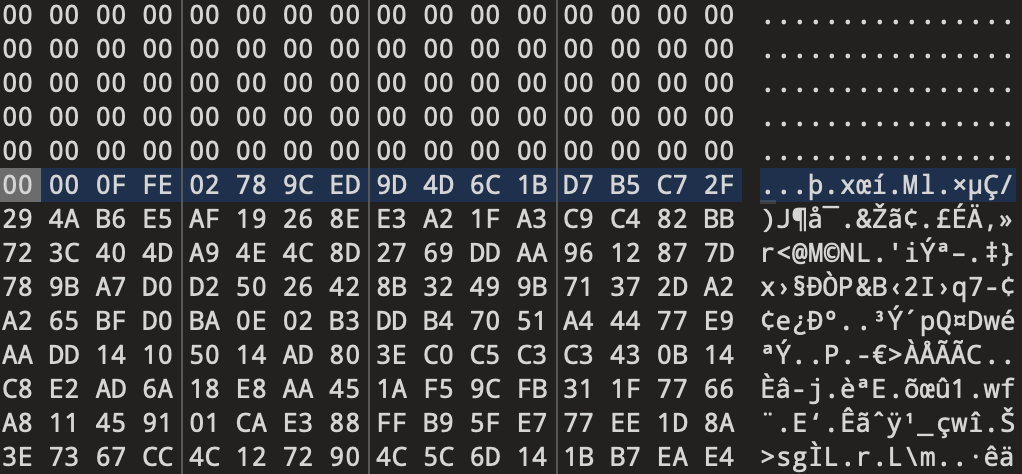 00 00 00 00 00 00 00 00 00 00 00 00 00 00 00 00 ................
00 00 00 00 00 00 00 00 00 00 00 00 00 00 00 00 ................
00 00 00 00 00 00 00 00 00 00 00 00 00 00 00 00 ................
00 00 00 00 00 00 00 00 00 00 00 00 00 00 00 00 ................
00 00 00 00 00 00 00 00 00 00 00 00 00 00 00 00 ................
00 00 0F FE 02 78 9C ED 9D 4D 6C 1B D7 B5 C7 2F ...þ.xœí.Ml.×µÇ/
29 4A B6 E5 AF 19 26 8E E3 A2 1F A3 C9 C4 82 BB )J¶å¯.&Žã¢.£ÉÄ‚»
72 3C 40 4D A9 4E 4C 8D 27 69 DD AA 96 12 87 7D r<@M©NL.'iÝª–.‡}
78 9B A7 D0 D2 50 26 42 8B 32 49 9B 71 37 2D A2 x›§ÐÒP&B‹2I›q7-¢
A2 65 BF D0 BA 0E 02 B3 DD B4 70 51 A4 44 77 E9 ¢e¿Ðº..³Ý´pQ¤Dwé
AA DD 14 10 50 14 AD 80 3E C0 C5 C3 C3 43 0B 14 ªÝ..P.-€>ÀÅÃÃC..
C8 E2 AD 6A 18 E8 AA 45 1A F5 9C FB 31 1F 77 66 Èâ-j.èªE.õœû1.wf
A8 11 45 91 01 CA E3 88 FF B9 5F E7 77 EE 1D 8A ¨.E‘.Êãˆÿ¹_çwî.Š
3E 73 67 CC 4C 12 72 90 4C 5C 6D 14 1B B7 EA E4 >sgÌL.r.L\m..·êä